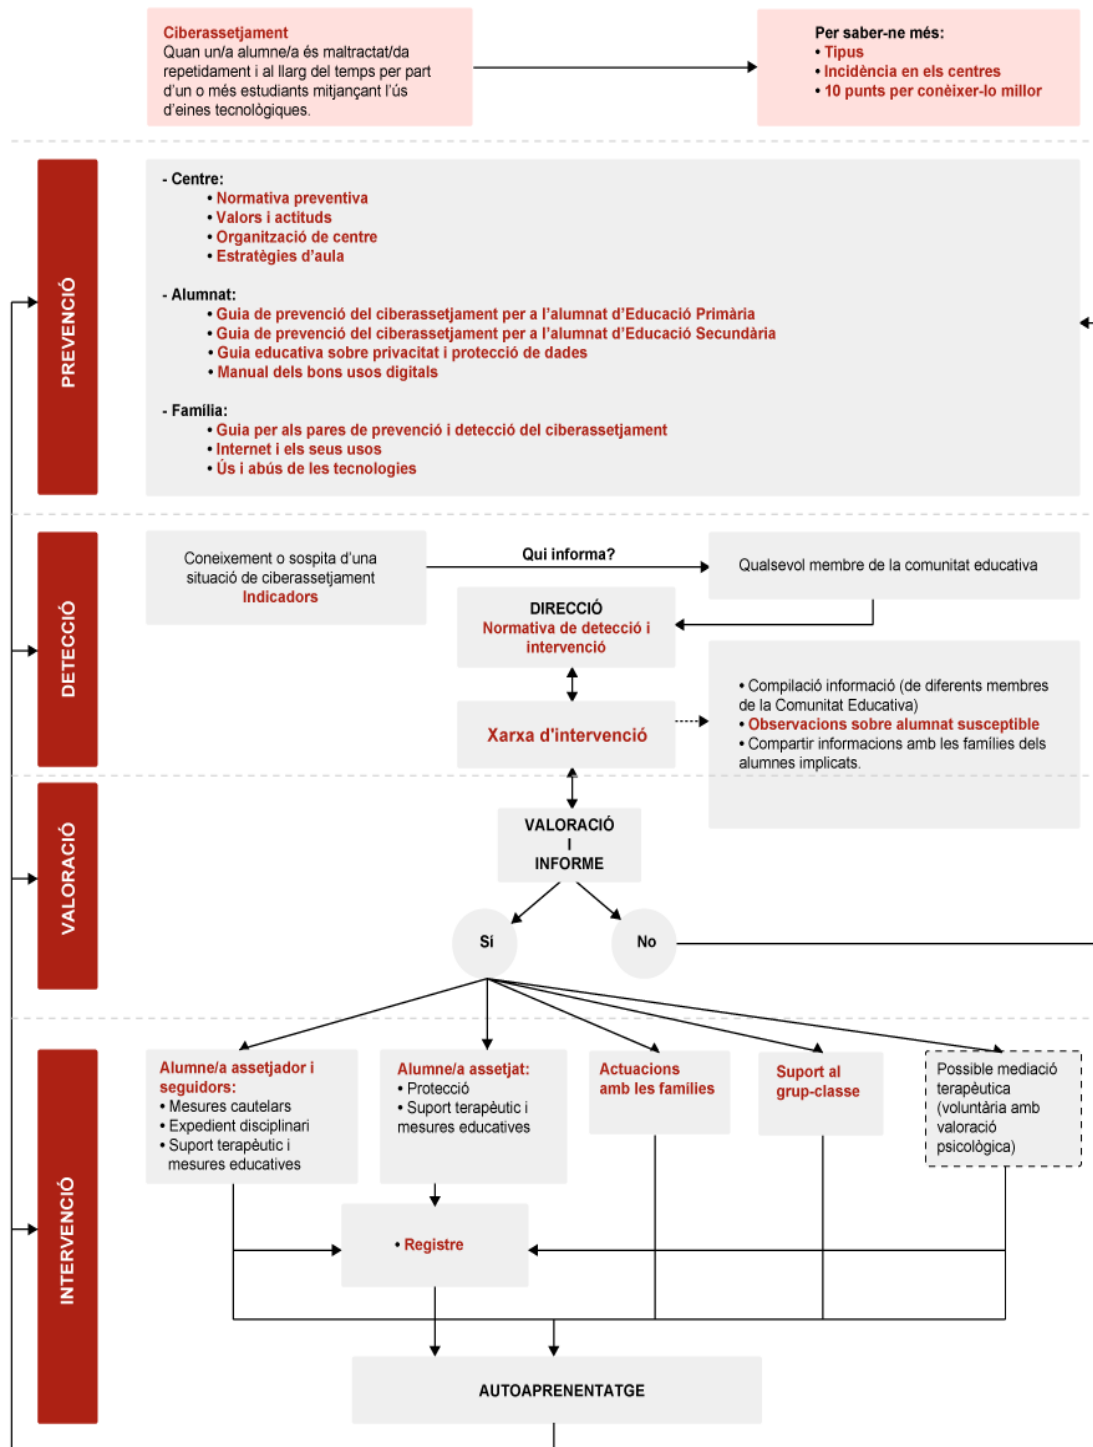 Ciberassetjament
Quan un/a alumne/a és maltractat/da
repetidament i al llarg del temps per part
d'un o més estudiants mitjançant l'ús
d'eines tecnològiques.
Per saber-ne més:
• Tipus
• Incidència en els centres
• 10 punts per conèixer-lo millor
PREVENCIÓ
- Centre:
• Normativa preventiva
• Valors i actituds
• Organització de centre
• Estratègies d'aula
- Alumnat:
• Guia de prevenció del ciberassetjament per a l'alumnat d'Educació Primària
• Guia de prevenció del ciberassetjament per a l'alumnat d'Educació Secundària
• Guia educativa sobre privacitat i protecció de dades
• Manual dels bons usos digitals
- Família:
• Guia per als pares de prevenció i detecció del ciberassetjament
• Internet i els seus usos
• Ús i abús de les tecnologies
DETECCIÓ
Coneixement o sospita d'una
situació de ciberassetjament
Indicadors
Qui informa?
Qualsevol membre de la comunitat educativa
DIRECCIÓ
Normativa de detecció i
intervenció
Xarxa d'intervenció
• Compilació informació (de diferents membres
de la Comunitat Educativa)
• Observacions sobre alumnat susceptible
• Compartir informacions amb les famílies dels
alumnes implicats.
VALORACIÓ
VALORACIÓ
I
INFORME
Sí
No
INTERVENCIÓ
Alumne/a assetjador i
seguidors:
• Mesures cautelars
• Expedient disciplinari
• Suport terapèutic i
mesures educatives
Alumne/a assetjat:
• Protecció
• Suport terapèutic i
mesures educatives
Actuacions
amb les famílies
Suport al
grup-classe
Possible mediació
terapèutica
(voluntària amb
valoració
psicològica)
• Registre
AUTOAPRENENTATGE